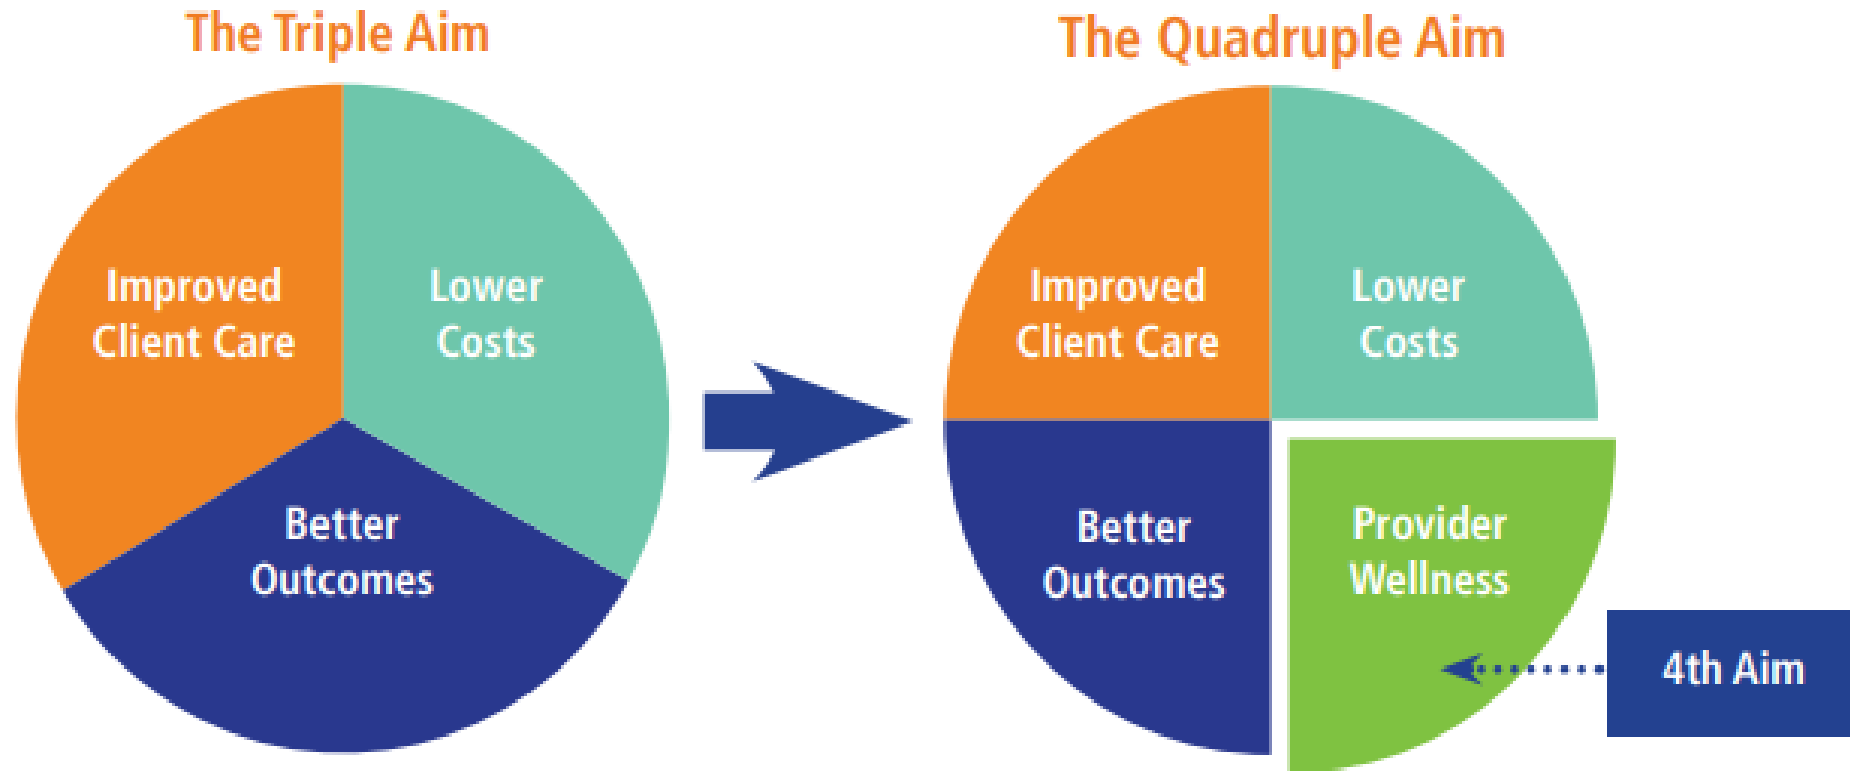 The Triple Aim
Improved
Client Care
Lower
Costs
Better
Outcomes
The Quadruple Aim
Improved
Client Care
Lower
Costs
Better
Outcomes
Provider
Wellness
4th Aim